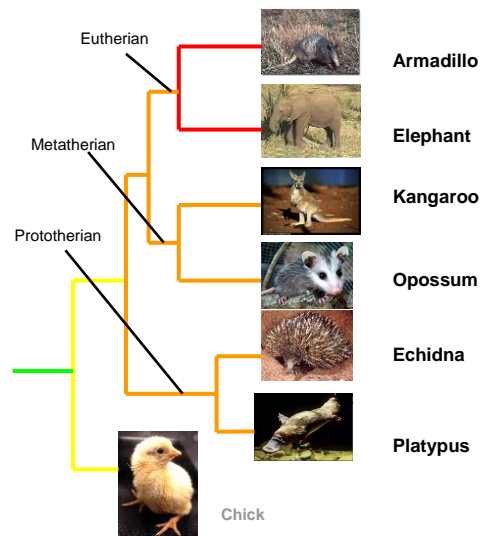 Eutherian
Armadillo
Elephant
Metatherian
Kangaroo
Prototherian
Opossum
Echidna
Platypus
Chick